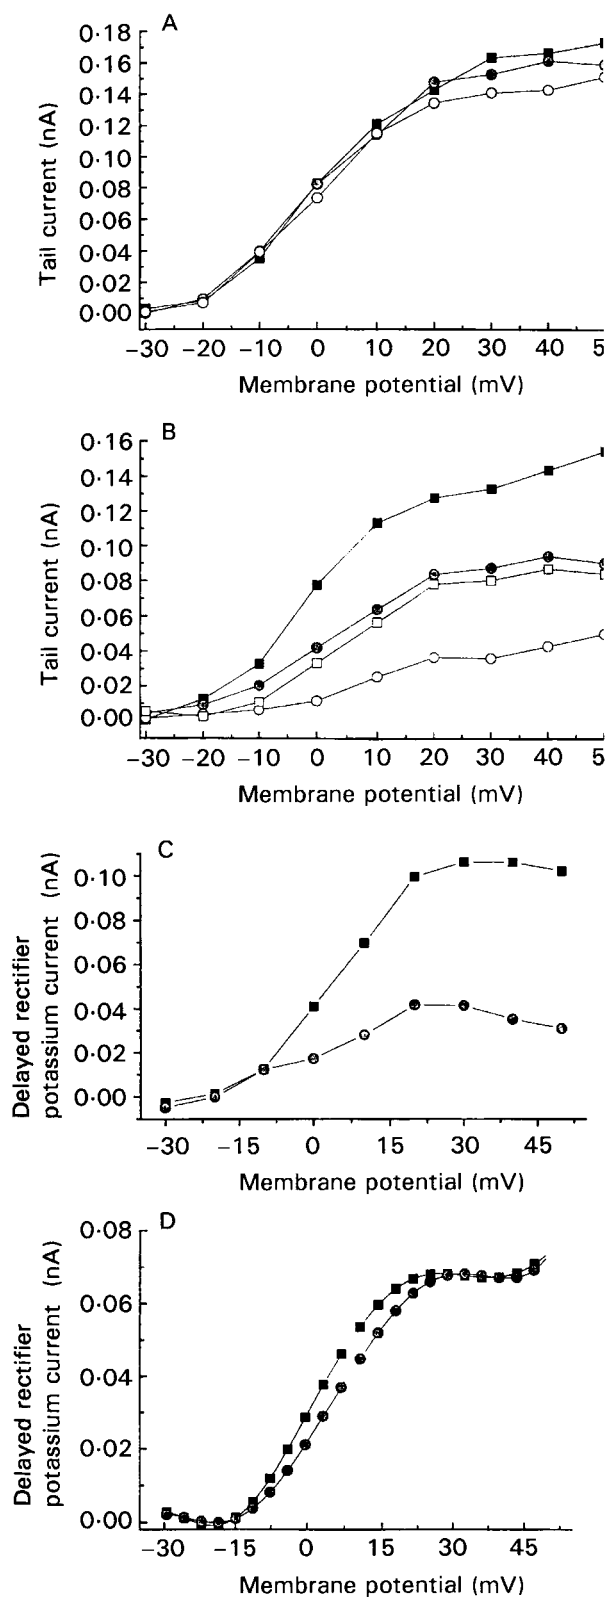 A
Tail current (nA)
0·18
0·16
0·14
0·12
0·10
0·08
0·06
0·04
0·02
0·00
−30 −20 −10 0 10 20 30 40 5
Membrane potential (mV)
B
Tail current (nA)
0·16
0·14
0·12
0·10
0·08
0·06
0·04
0·02
0·00
−30 −20 −10 0 10 20 30 40 5
Membrane potential (mV)
C
Delayed rectifier
potassium current (nA)
0·10
0·08
0·06
0·04
0·02
0·00
−30 −15 0 15 30 45
Membrane potential (mV)
D
Delayed rectifier
potassium current (nA)
0·08
0·06
0·04
0·02
0·00
−30 −15 0 15 30 45
Membrane potential (mV)